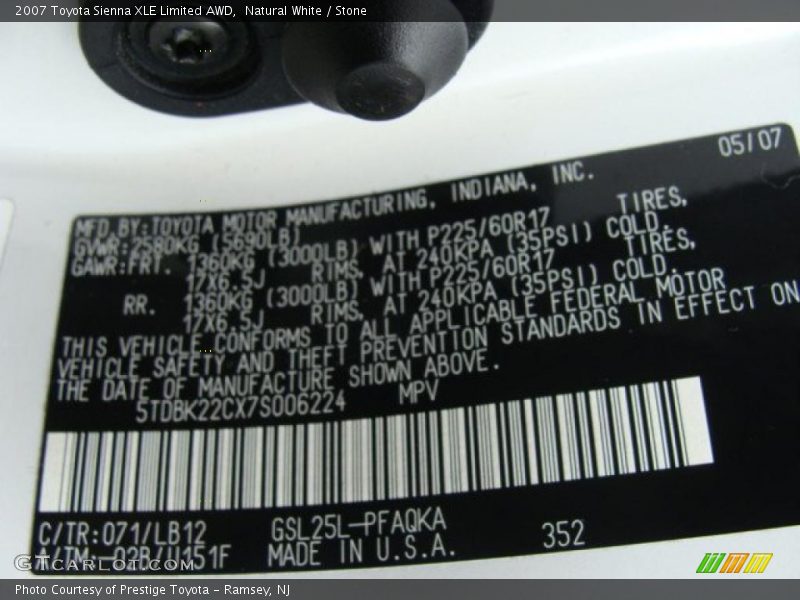 2007 Toyota Sienna XLE Limited AWD,  Natural White / Stone
05/07
MFD.BY:TOYOTA MOTOR MANUFACTURING, INDIANA, INC.
GVWR:2580KG (5690LB)
GAWR:FRT. 1360KG (3000LB) WITH P225/60R17 TIRES,
17X6.5J RIMS, AT 240KPA (35PSI) COLD.
RR. 1360KG (3000LB) WITH P225/60R17 TIRES,
17X6.5J RIMS, AT 240KPA (35PSI) COLD.
THIS VEHICLE CONFORMS TO ALL APPLICABLE FEDERAL MOTOR
VEHICLE SAFETY AND THEFT PREVENTION STANDARDS IN EFFECT ON
THE DATE OF MANUFACTURE SHOWN ABOVE.
5TDBK22CX7S006224 MPV
C/TR:071/LB12 GSL25L-PFAQKA
A/TM:-02B/U151F MADE IN U.S.A. 352
GTCARLOT.COM
Photo Courtesy of Prestige Toyota - Ramsey, NJ